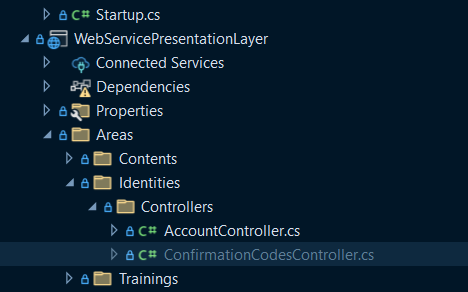 C# Startup.cs
WebServicePresentationLayer
Connected Services
Dependencies
Properties
Areas
Contents
Identities
Controllers
C# AccountController.cs
C# ConfirmationCodesController.cs
Trainings